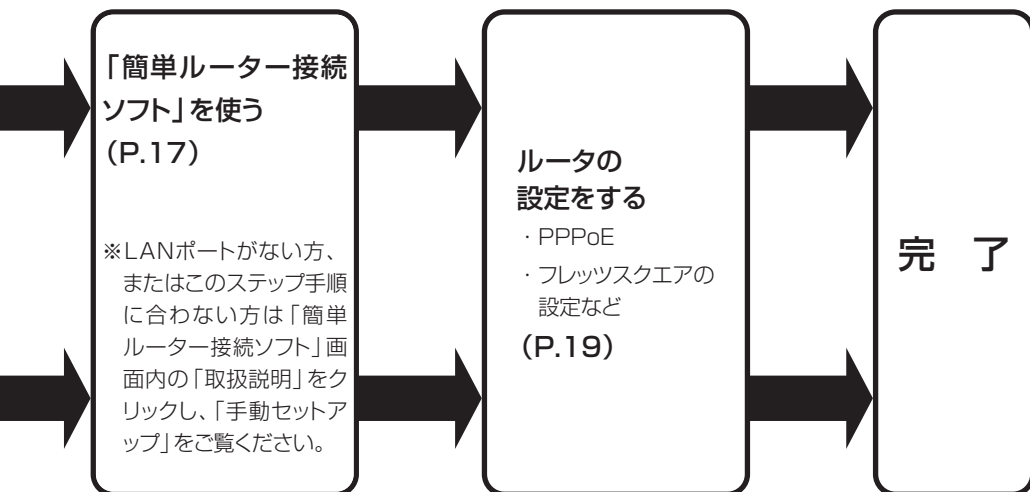 「簡単ルーター接続
ソフト」を使う
（P.17）
※LANポートがない方、
またはこのステップ手順
に合わない方は「簡単
ルーター接続ソフト」画
面内の「取扱説明」をク
リックし、「手動セットア
ップ」をご覧ください。
ルータの
設定をする
・PPPoE
・フレッツスクエアの
設定など
（P.19）
完　了